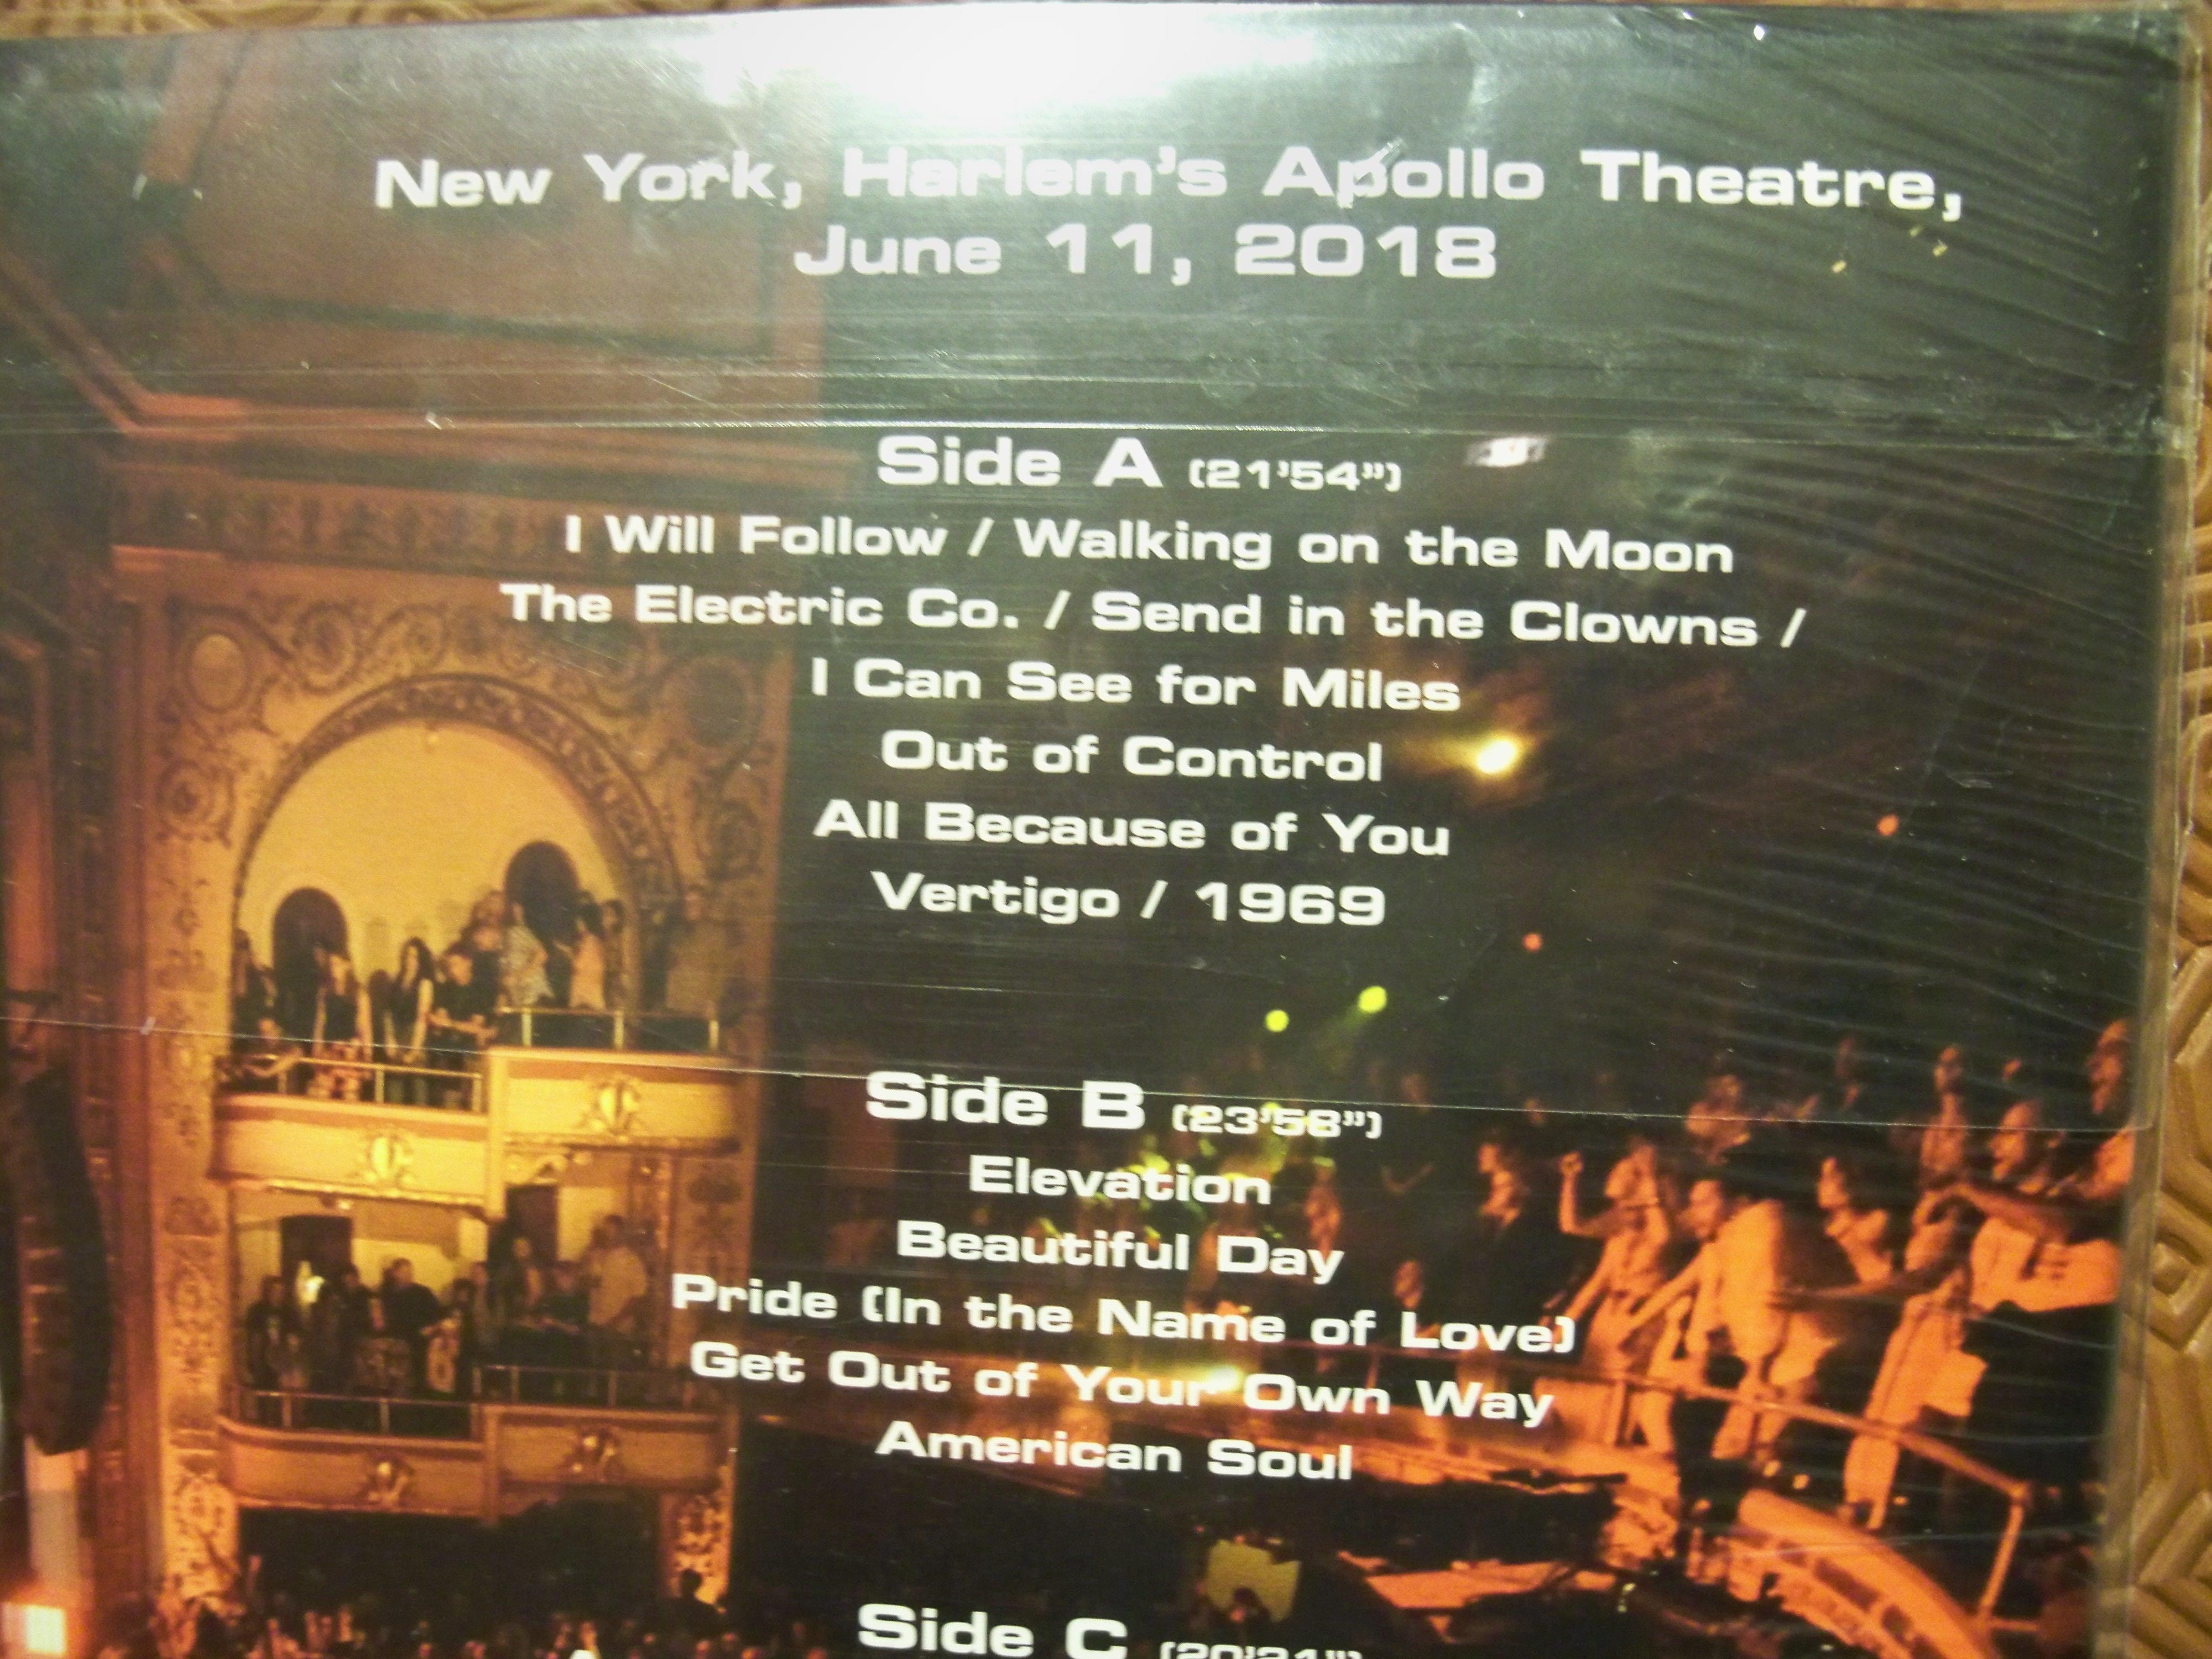 New York, Harlem's Apollo Theatre,
June 11, 2018
Side A (21'54")
I Will Follow / Walking on the Moon
The Electric Co. / Send in the Clowns /
I Can See for Miles
Out of Control
All Because of You
Vertigo / 1969
Side B (23'58")
Elevation
Beautiful Day
Pride (In the Name of Love)
Get Out of Your Own Way
American Soul
Side C